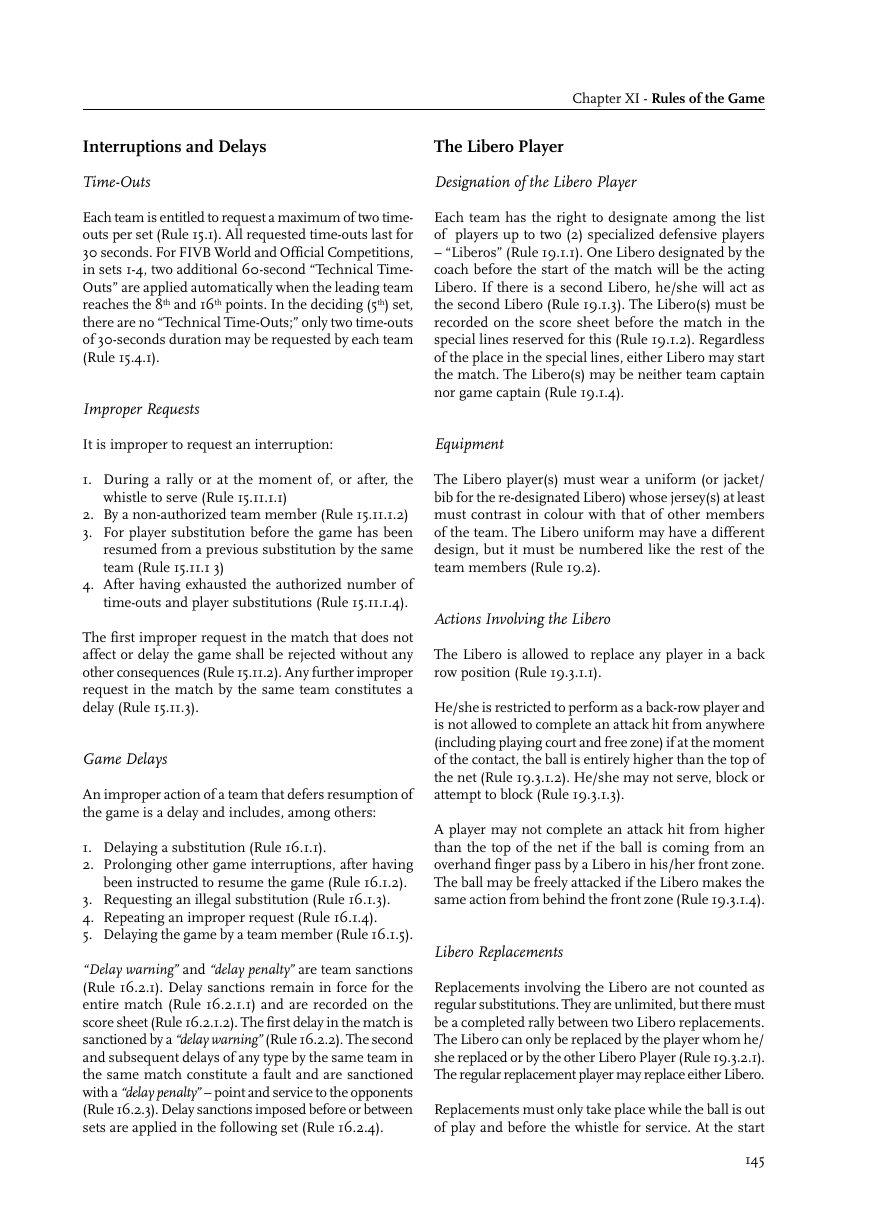 Chapter XI - Rules of the Game
Interruptions and Delays
Time-Outs
Each team is entitled to request a maximum of two time-
outs per set (Rule 15.1). All requested time-outs last for
30 seconds. For FIVB World and Official Competitions,
in sets 1-4, two additional 60-second “Technical Time-
Outs” are applied automatically when the leading team
reaches the 8th and 16th points. In the deciding (5th) set,
there are no “Technical Time-Outs;” only two time-outs
of 30-seconds duration may be requested by each team
(Rule 15.4.1).
Improper Requests
It is improper to request an interruption:
1. During a rally or at the moment of, or after, the
whistle to serve (Rule 15.11.1.1)
2. By a non-authorized team member (Rule 15.11.1.2)
3. For player substitution before the game has been
resumed from a previous substitution by the same
team (Rule 15.11.1 3)
4. After having exhausted the authorized number of
time-outs and player substitutions (Rule 15.11.1.4).
The first improper request in the match that does not
affect or delay the game shall be rejected without any
other consequences (Rule 15.11.2). Any further improper
request in the match by the same team constitutes a
delay (Rule 15.11.3).
Game Delays
An improper action of a team that defers resumption of
the game is a delay and includes, among others:
1. Delaying a substitution (Rule 16.1.1).
2. Prolonging other game interruptions, after having
been instructed to resume the game (Rule 16.1.2).
3. Requesting an illegal substitution (Rule 16.1.3).
4. Repeating an improper request (Rule 16.1.4).
5. Delaying the game by a team member (Rule 16.1.5).
“Delay warning” and “delay penalty” are team sanctions
(Rule 16.2.1). Delay sanctions remain in force for the
entire match (Rule 16.2.1.1) and are recorded on the
score sheet (Rule 16.2.1.2). The first delay in the match is
sanctioned by a “delay warning” (Rule 16.2.2). The second
and subsequent delays of any type by the same team in
the same match constitute a fault and are sanctioned
with a “delay penalty” – point and service to the opponents
(Rule 16.2.3). Delay sanctions imposed before or between
sets are applied in the following set (Rule 16.2.4).
The Libero Player
Designation of the Libero Player
Each team has the right to designate among the list
of players up to two (2) specialized defensive players
– “Liberos” (Rule 19.1.1). One Libero designated by the
coach before the start of the match will be the acting
Libero. If there is a second Libero, he/she will act as
the second Libero (Rule 19.1.3). The Libero(s) must be
recorded on the score sheet before the match in the
special lines reserved for this (Rule 19.1.2). Regardless
of the place in the special lines, either Libero may start
the match. The Libero(s) may be neither team captain
nor game captain (Rule 19.1.4).
Equipment
The Libero player(s) must wear a uniform (or jacket/
bib for the re-designated Libero) whose jersey(s) at least
must contrast in colour with that of other members
of the team. The Libero uniform may have a different
design, but it must be numbered like the rest of the
team members (Rule 19.2).
Actions Involving the Libero
The Libero is allowed to replace any player in a back
row position (Rule 19.3.1.1).
He/she is restricted to perform as a back-row player and
is not allowed to complete an attack hit from anywhere
(including playing court and free zone) if at the moment
of the contact, the ball is entirely higher than the top of
the net (Rule 19.3.1.2). He/she may not serve, block or
attempt to block (Rule 19.3.1.3).
A player may not complete an attack hit from higher
than the top of the net if the ball is coming from an
overhand finger pass by a Libero in his/her front zone.
The ball may be freely attacked if the Libero makes the
same action from behind the front zone (Rule 19.3.1.4).
Libero Replacements
Replacements involving the Libero are not counted as
regular substitutions. They are unlimited, but there must
be a completed rally between two Libero replacements.
The Libero can only be replaced by the player whom he/
she replaced or by the other Libero Player (Rule 19.3.2.1).
The regular replacement player may replace either Libero.
Replacements must only take place while the ball is out
of play and before the whistle for service. At the start
145